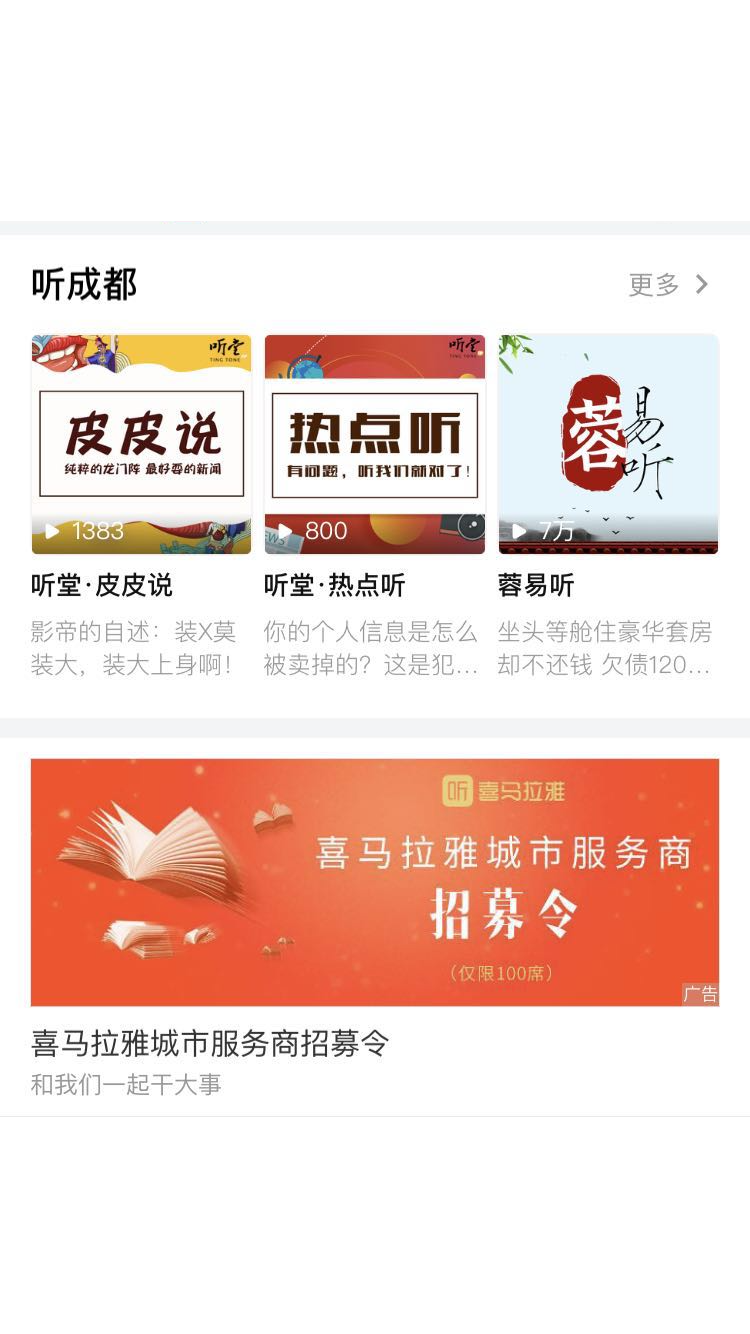 听成都
更多
听堂
TING TONE
皮皮说
纯粹的龙门阵 最好耍的新闻
1383
听堂
TING TONE
热点听
有问题，听我们就对了！
NEWS
800
蓉易听
7万
听堂·皮皮说
听堂·热点听
蓉易听
影帝的自述：装X莫
装大，装大上身啊！
你的个人信息是怎么
被卖掉的？这是犯...
坐头等舱住豪华套房
却不还钱 欠债120...
听 喜马拉雅
喜马拉雅城市服务商
招募令
（仅限100席）
广告
喜马拉雅城市服务商招募令
和我们一起干大事